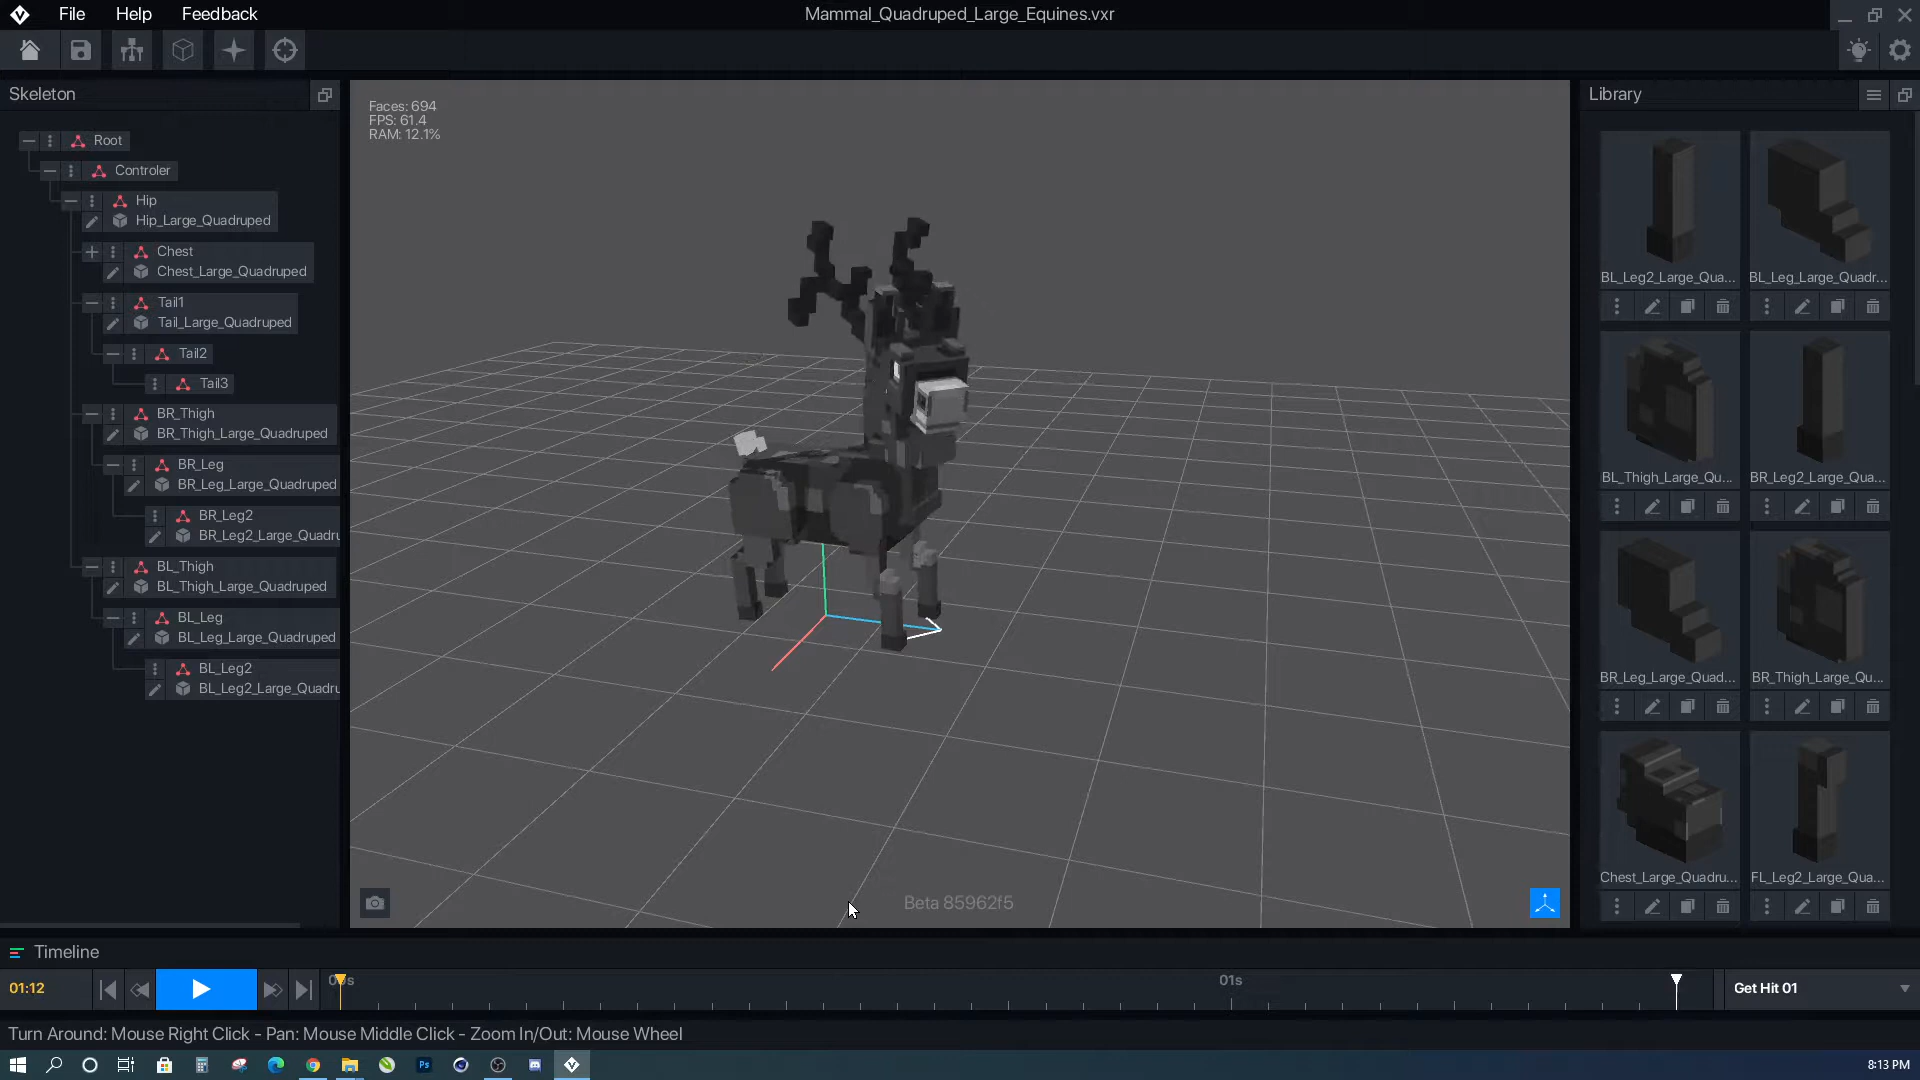 File Help Feedback
Mammal_Quadruped_Large_Equines.vxr
Skeleton
Root
Controler
Hip
Hip_Large_Quadruped
Chest
Chest_Large_Quadruped
Tail1
Tail_Large_Quadruped
Tail2
Tail3
BR_Thigh
BR_Thigh_Large_Quadruped
BR_Leg
BR_Leg_Large_Quadruped
BR_Leg2
BR_Leg2_Large_Quadru
BL_Thigh
BL_Thigh_Large_Quadruped
BL_Leg
BL_Leg_Large_Quadruped
BL_Leg2
BL_Leg2_Large_Quadru
Faces: 694
FPS: 61.4
RAM: 12.1%
Beta 85962f5
Library
BL_Leg2_Large_Qua... BL_Leg_Large_Quadr...
BL_Thigh_Large_Qu... BR_Leg2_Large_Qua...
BR_Leg_Large_Quad... BR_Thigh_Large_Qu...
Chest_Large_Quadru... FL_Leg2_Large_Qua...
Timeline
01:12
00s 01s
Get Hit 01
Turn Around: Mouse Right Click - Pan: Mouse Middle Click - Zoom In/Out: Mouse Wheel
Ps
8:13 PM